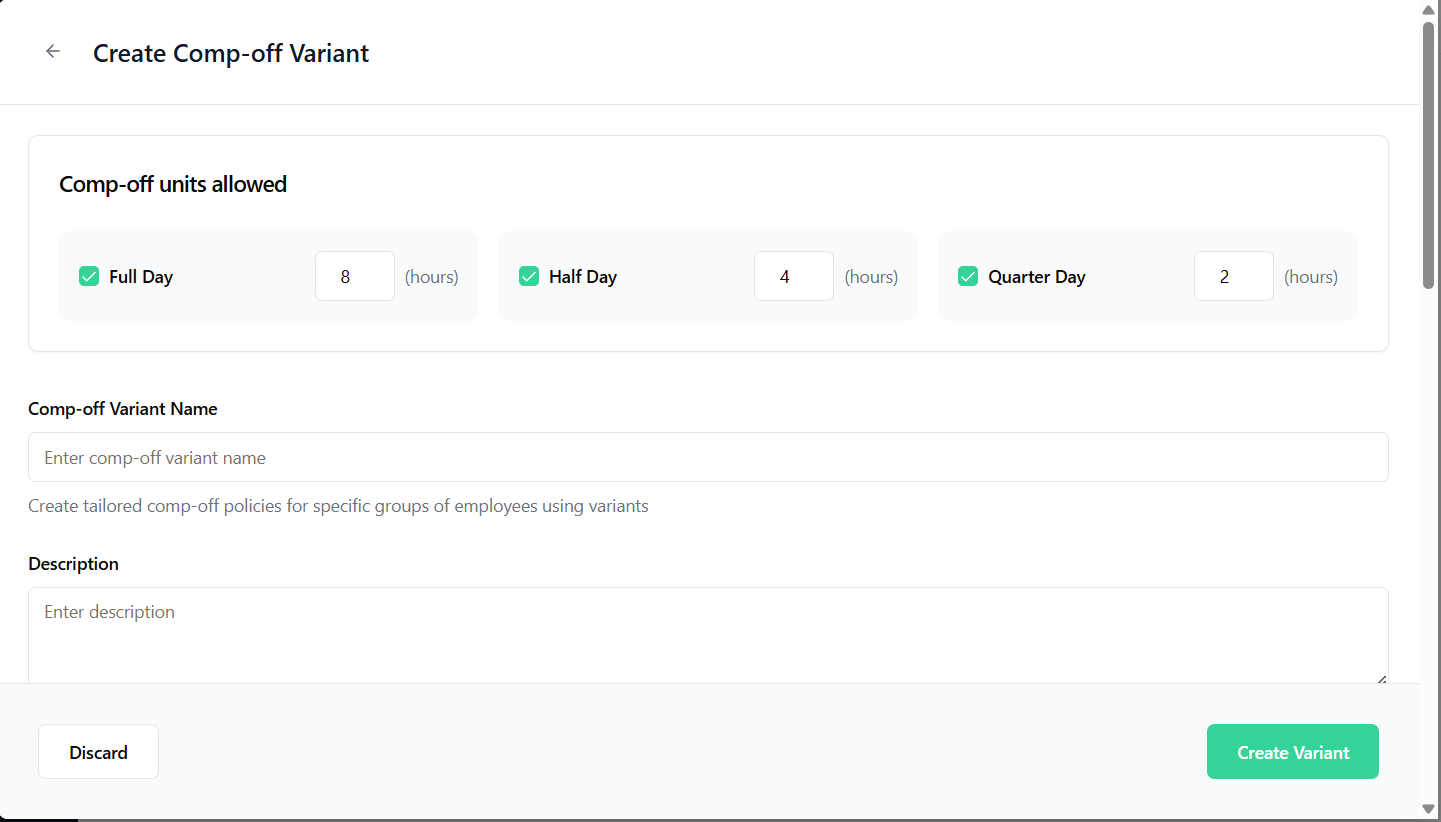 Create Comp-off Variant
Comp-off units allowed
Full Day 8 (hours) Half Day 4 (hours) Quarter Day 2 (hours)
Comp-off Variant Name
Enter comp-off variant name
Create tailored comp-off policies for specific groups of employees using variants
Description
Enter description
Discard Create Variant